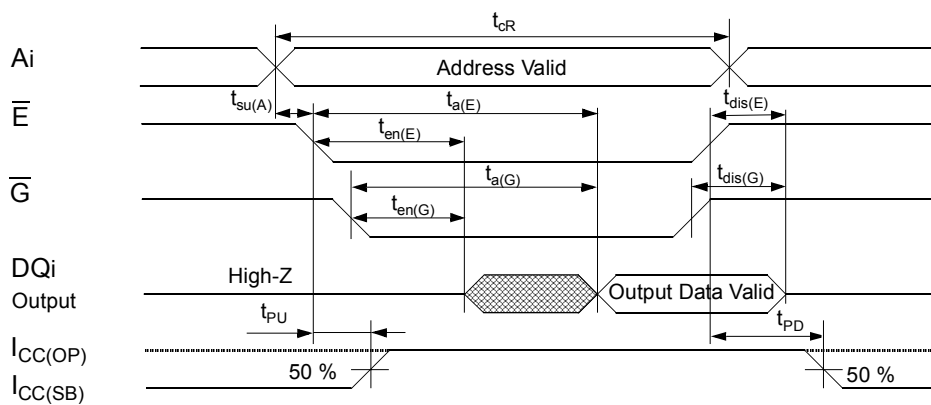 t_cR
Ai
Address Valid
t_su(A)
t_a(E)
t_dis(E)
E̅
t_en(E)
t_a(G)
t_dis(G)
G̅
t_en(G)
DQi
High-Z
Output
Output Data Valid
t_PU
t_PD
I_CC(OP)
50 %
50 %
I_CC(SB)